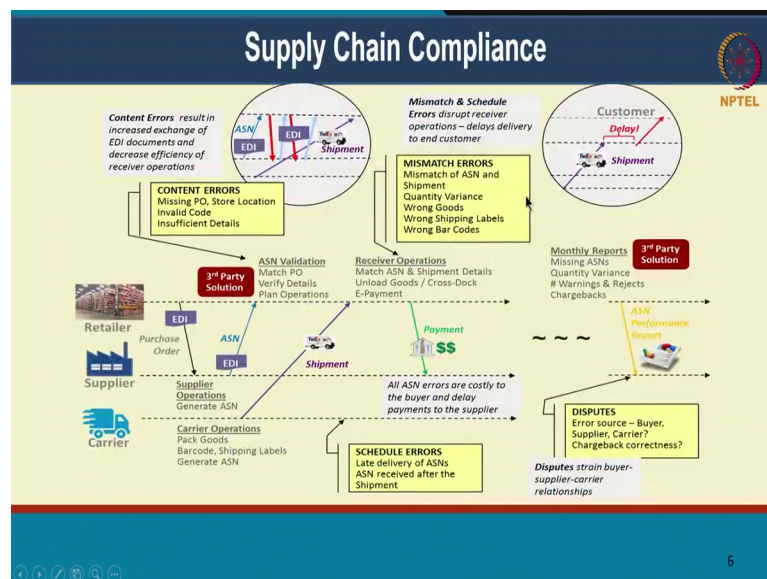 Supply Chain Compliance
NPTEL
Content Errors result in
increased exchange of
EDI documents and
decrease efficiency of
receiver operations
ASN
EDI
EDI
FedEx
Shipment
Mismatch & Schedule
Errors disrupt receiver
operations – delays delivery
to end customer
Customer
Delay!
FedEx
Shipment
CONTENT ERRORS
Missing PO, Store Location
Invalid Code
Insufficient Details
MISMATCH ERRORS
Mismatch of ASN and
Shipment
Quantity Variance
Wrong Goods
Wrong Shipping Labels
Wrong Bar Codes
3rd Party
Solution
ASN Validation
Match PO
Verify Details
Plan Operations
Receiver Operations
Match ASN & Shipment Details
Unload Goods / Cross-Dock
E-Payment
Monthly Reports
Missing ASNs
Quantity Variance
# Warnings & Rejects
Chargebacks
3rd Party
Solution
Retailer
EDI
Purchase
Order
ASN
EDI
FedEx
Shipment
Payment
$$
~ ~ ~
ASN
Performance
Report
Supplier
Supplier
Operations
Generate ASN
All ASN errors are costly to
the buyer and delay
payments to the supplier
Carrier
Carrier Operations
Pack Goods
Barcode, Shipping Labels
Generate ASN
SCHEDULE ERRORS
Late delivery of ASNs
ASN received after the
Shipment
DISPUTES
Error source – Buyer,
Supplier, Carrier?
Chargeback correctness?
Disputes strain buyer-
supplier-carrier
relationships
6